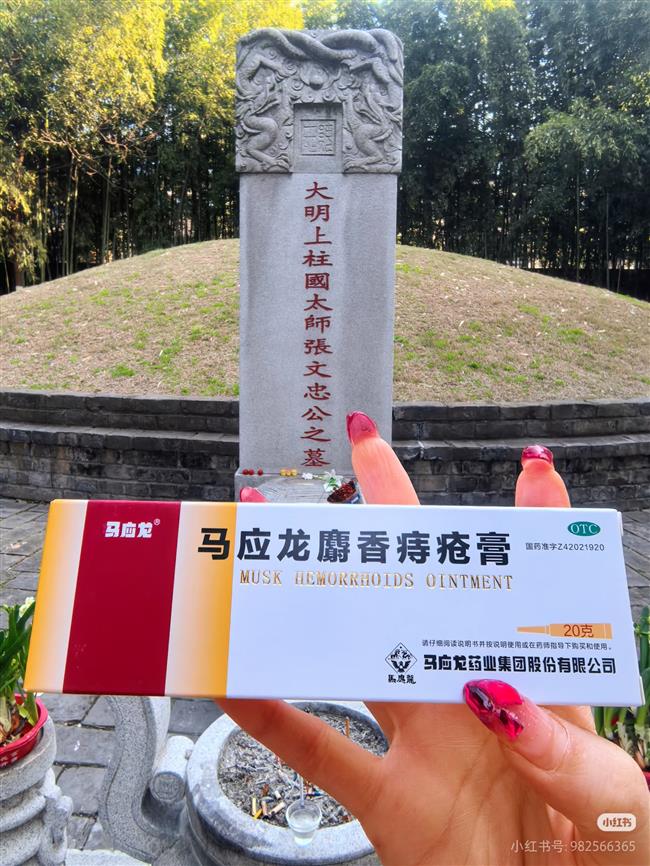 大明上柱國太師張文忠公之墓
马应龙®
马应龙麝香痔疮膏
MUSK HEMORRHOIDS OINTMENT
OTC
国药准字Z42021920
20克
请仔细阅读说明书并按说明使用或在药师指导下购买和使用。
馬應龍
马应龙药业集团股份有限公司
小红书
小红书号: 982566365